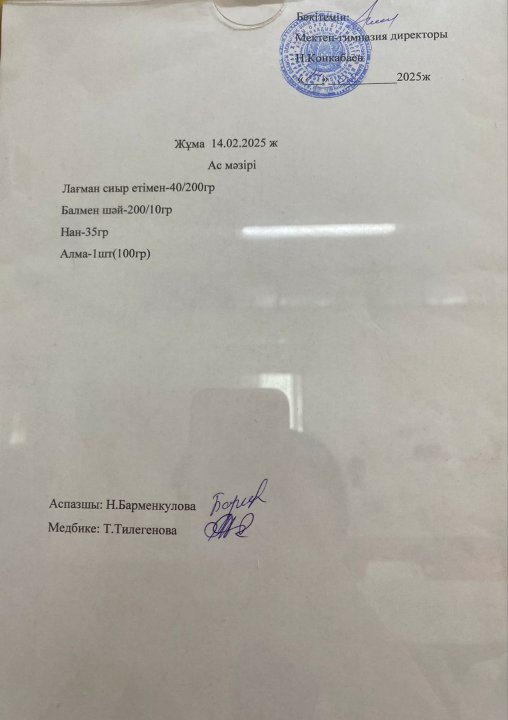 Бекітемін:
Мектеп-гимназия директоры
Н.Конкабаев
2025ж
Жұма 14.02.2025 ж
Ас мәзірі
Лағман сиыр етімен-40/200гр
Балмен шәй-200/10гр
Нан-35гр
Алма-1шт(100гр)
Аспазшы: Н.Барменкулова
Медбике: Т.Тилегенова